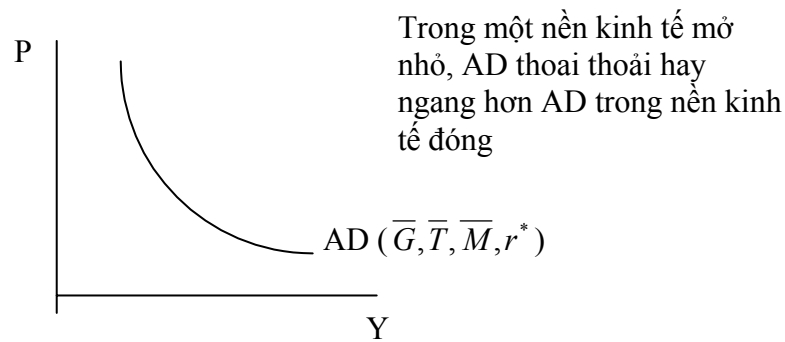 P
Trong một nền kinh tế mở
nhỏ, AD thoai thoải hay
ngang hơn AD trong nền kinh
tế đóng
AD ( G̅, T̅, M̅, r* )
Y